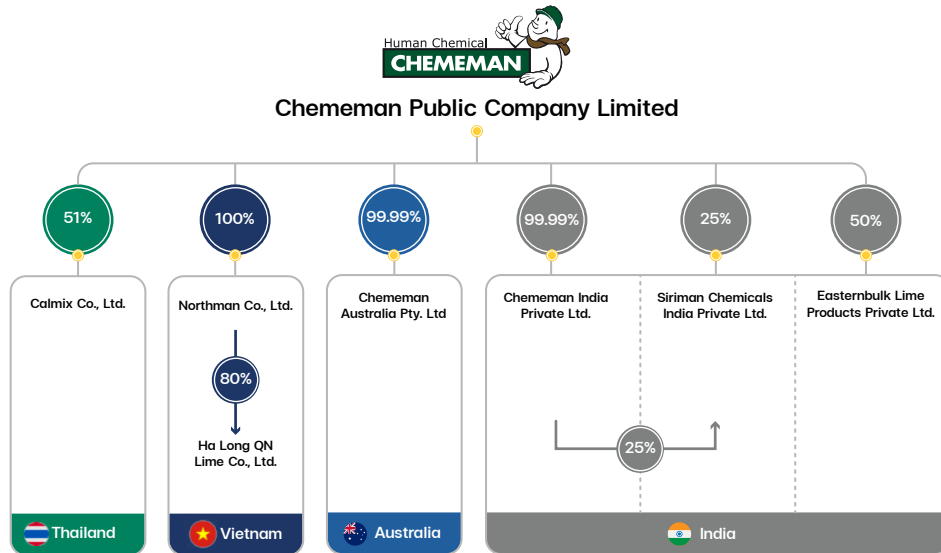 Human Chemical
CHEMEMAN
Chememan Public Company Limited
51%
100%
99.99%
99.99%
25%
50%
Calmix Co., Ltd.
Northman Co., Ltd.
80%
Ha Long QN
Lime Co., Ltd.
Chememan
Australia Pty. Ltd
Chememan India
Private Ltd.
Siriman Chemicals
India Private Ltd.
Easternbulk Lime
Products Private Ltd.
25%
Thailand
Vietnam
Australia
India